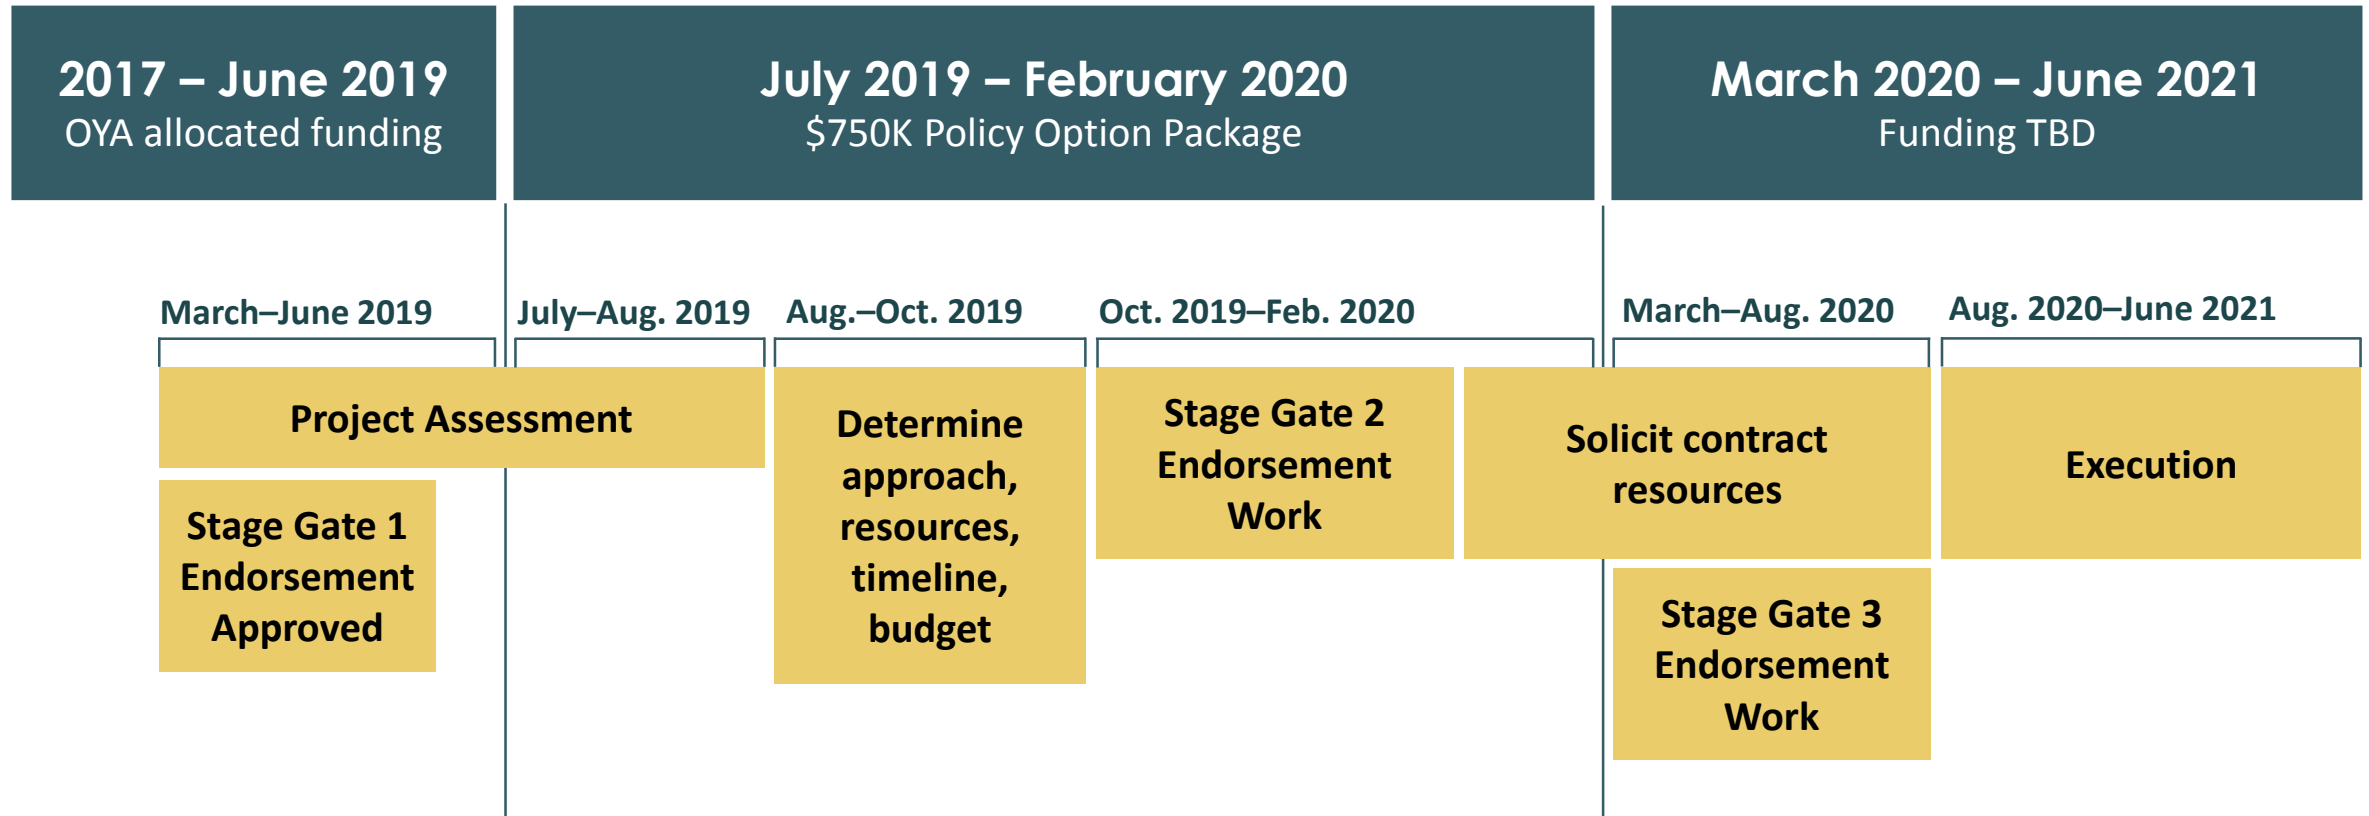 2017 – June 2019
OYA allocated funding
July 2019 – February 2020
$750K Policy Option Package
March 2020 – June 2021
Funding TBD
March–June 2019
July–Aug. 2019
Aug.–Oct. 2019
Oct. 2019–Feb. 2020
March–Aug. 2020
Aug. 2020–June 2021
Project Assessment
Stage Gate 1
Endorsement
Approved
Determine
approach,
resources,
timeline,
budget
Stage Gate 2
Endorsement
Work
Solicit contract
resources
Stage Gate 3
Endorsement
Work
Execution